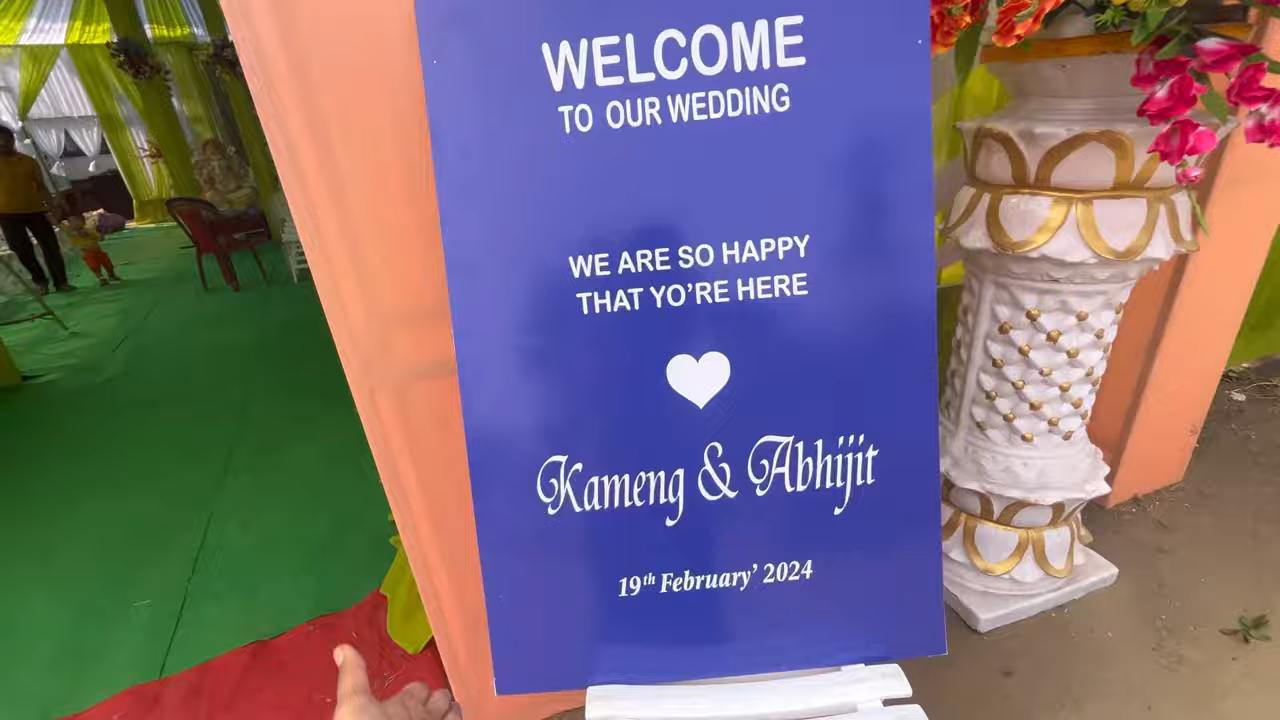 WELCOME
TO OUR WEDDING
WE ARE SO HAPPY
THAT YO'RE HERE
Kameng & Abhijit
19th February' 2024